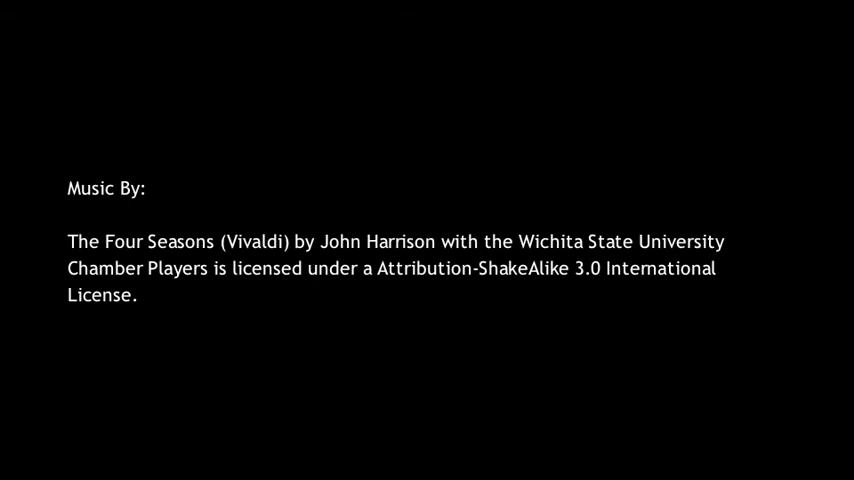 Music By:
The Four Seasons (Vivaldi) by John Harrison with the Wichita State University
Chamber Players is licensed under a Attribution-ShakeAlike 3.0 International
License.